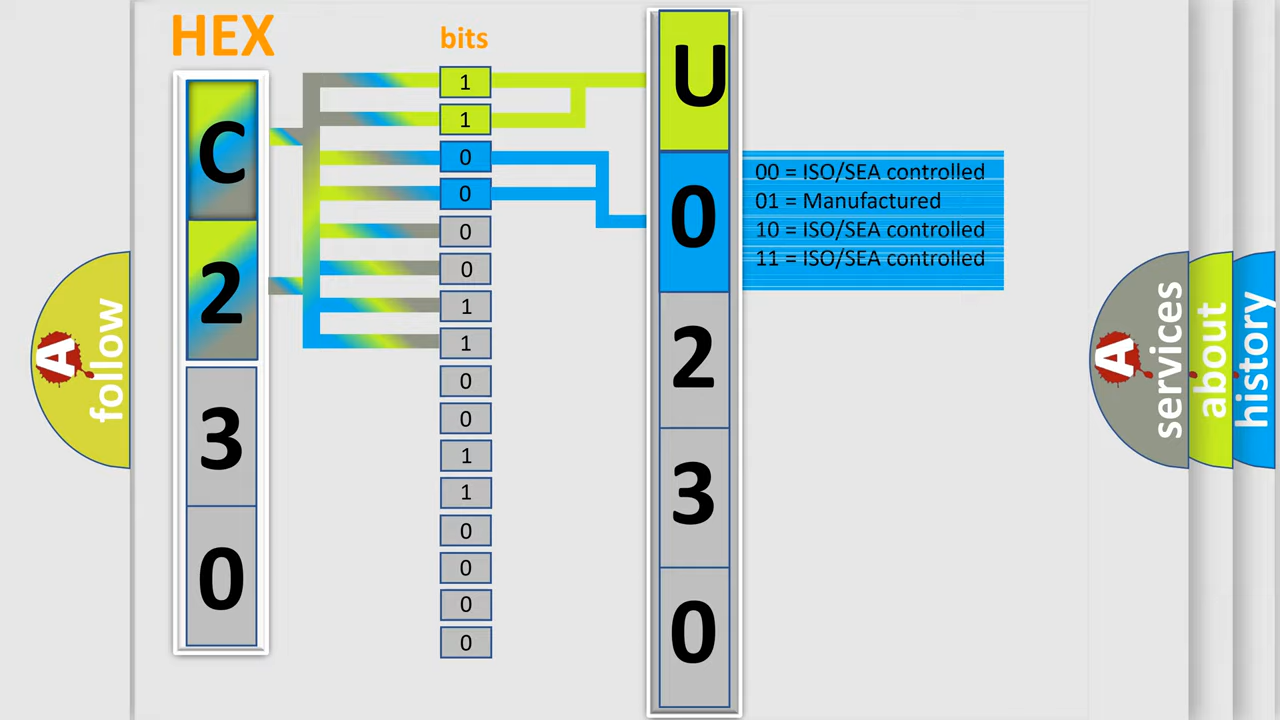 HEX
bits
C
2
3
0
1
1
0
0
0
0
1
1
0
0
1
1
0
0
0
0
U
0
2
3
0
00 = ISO/SEA controlled
01 = Manufactured
10 = ISO/SEA controlled
11 = ISO/SEA controlled
A
follow
A
services
about
history